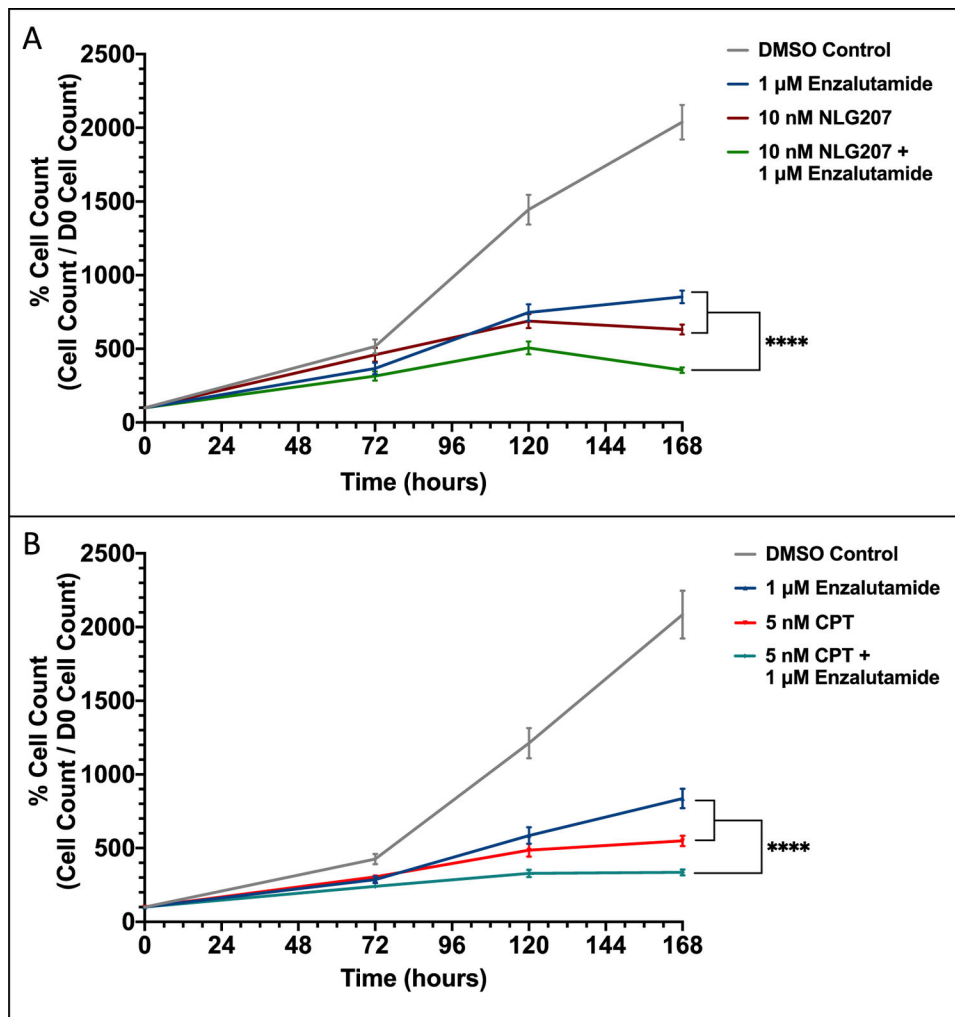 A
% Cell Count
(Cell Count / D0 Cell Count)
2500
2000
1500
1000
500
0
0 24 48 72 96 120 144 168
Time (hours)
DMSO Control
1 µM Enzalutamide
10 nM NLG207
10 nM NLG207 +
1 µM Enzalutamide
****
B
% Cell Count
(Cell Count / D0 Cell Count)
2500
2000
1500
1000
500
0
0 24 48 72 96 120 144 168
Time (hours)
DMSO Control
1 µM Enzalutamide
5 nM CPT
5 nM CPT +
1 µM Enzalutamide
****